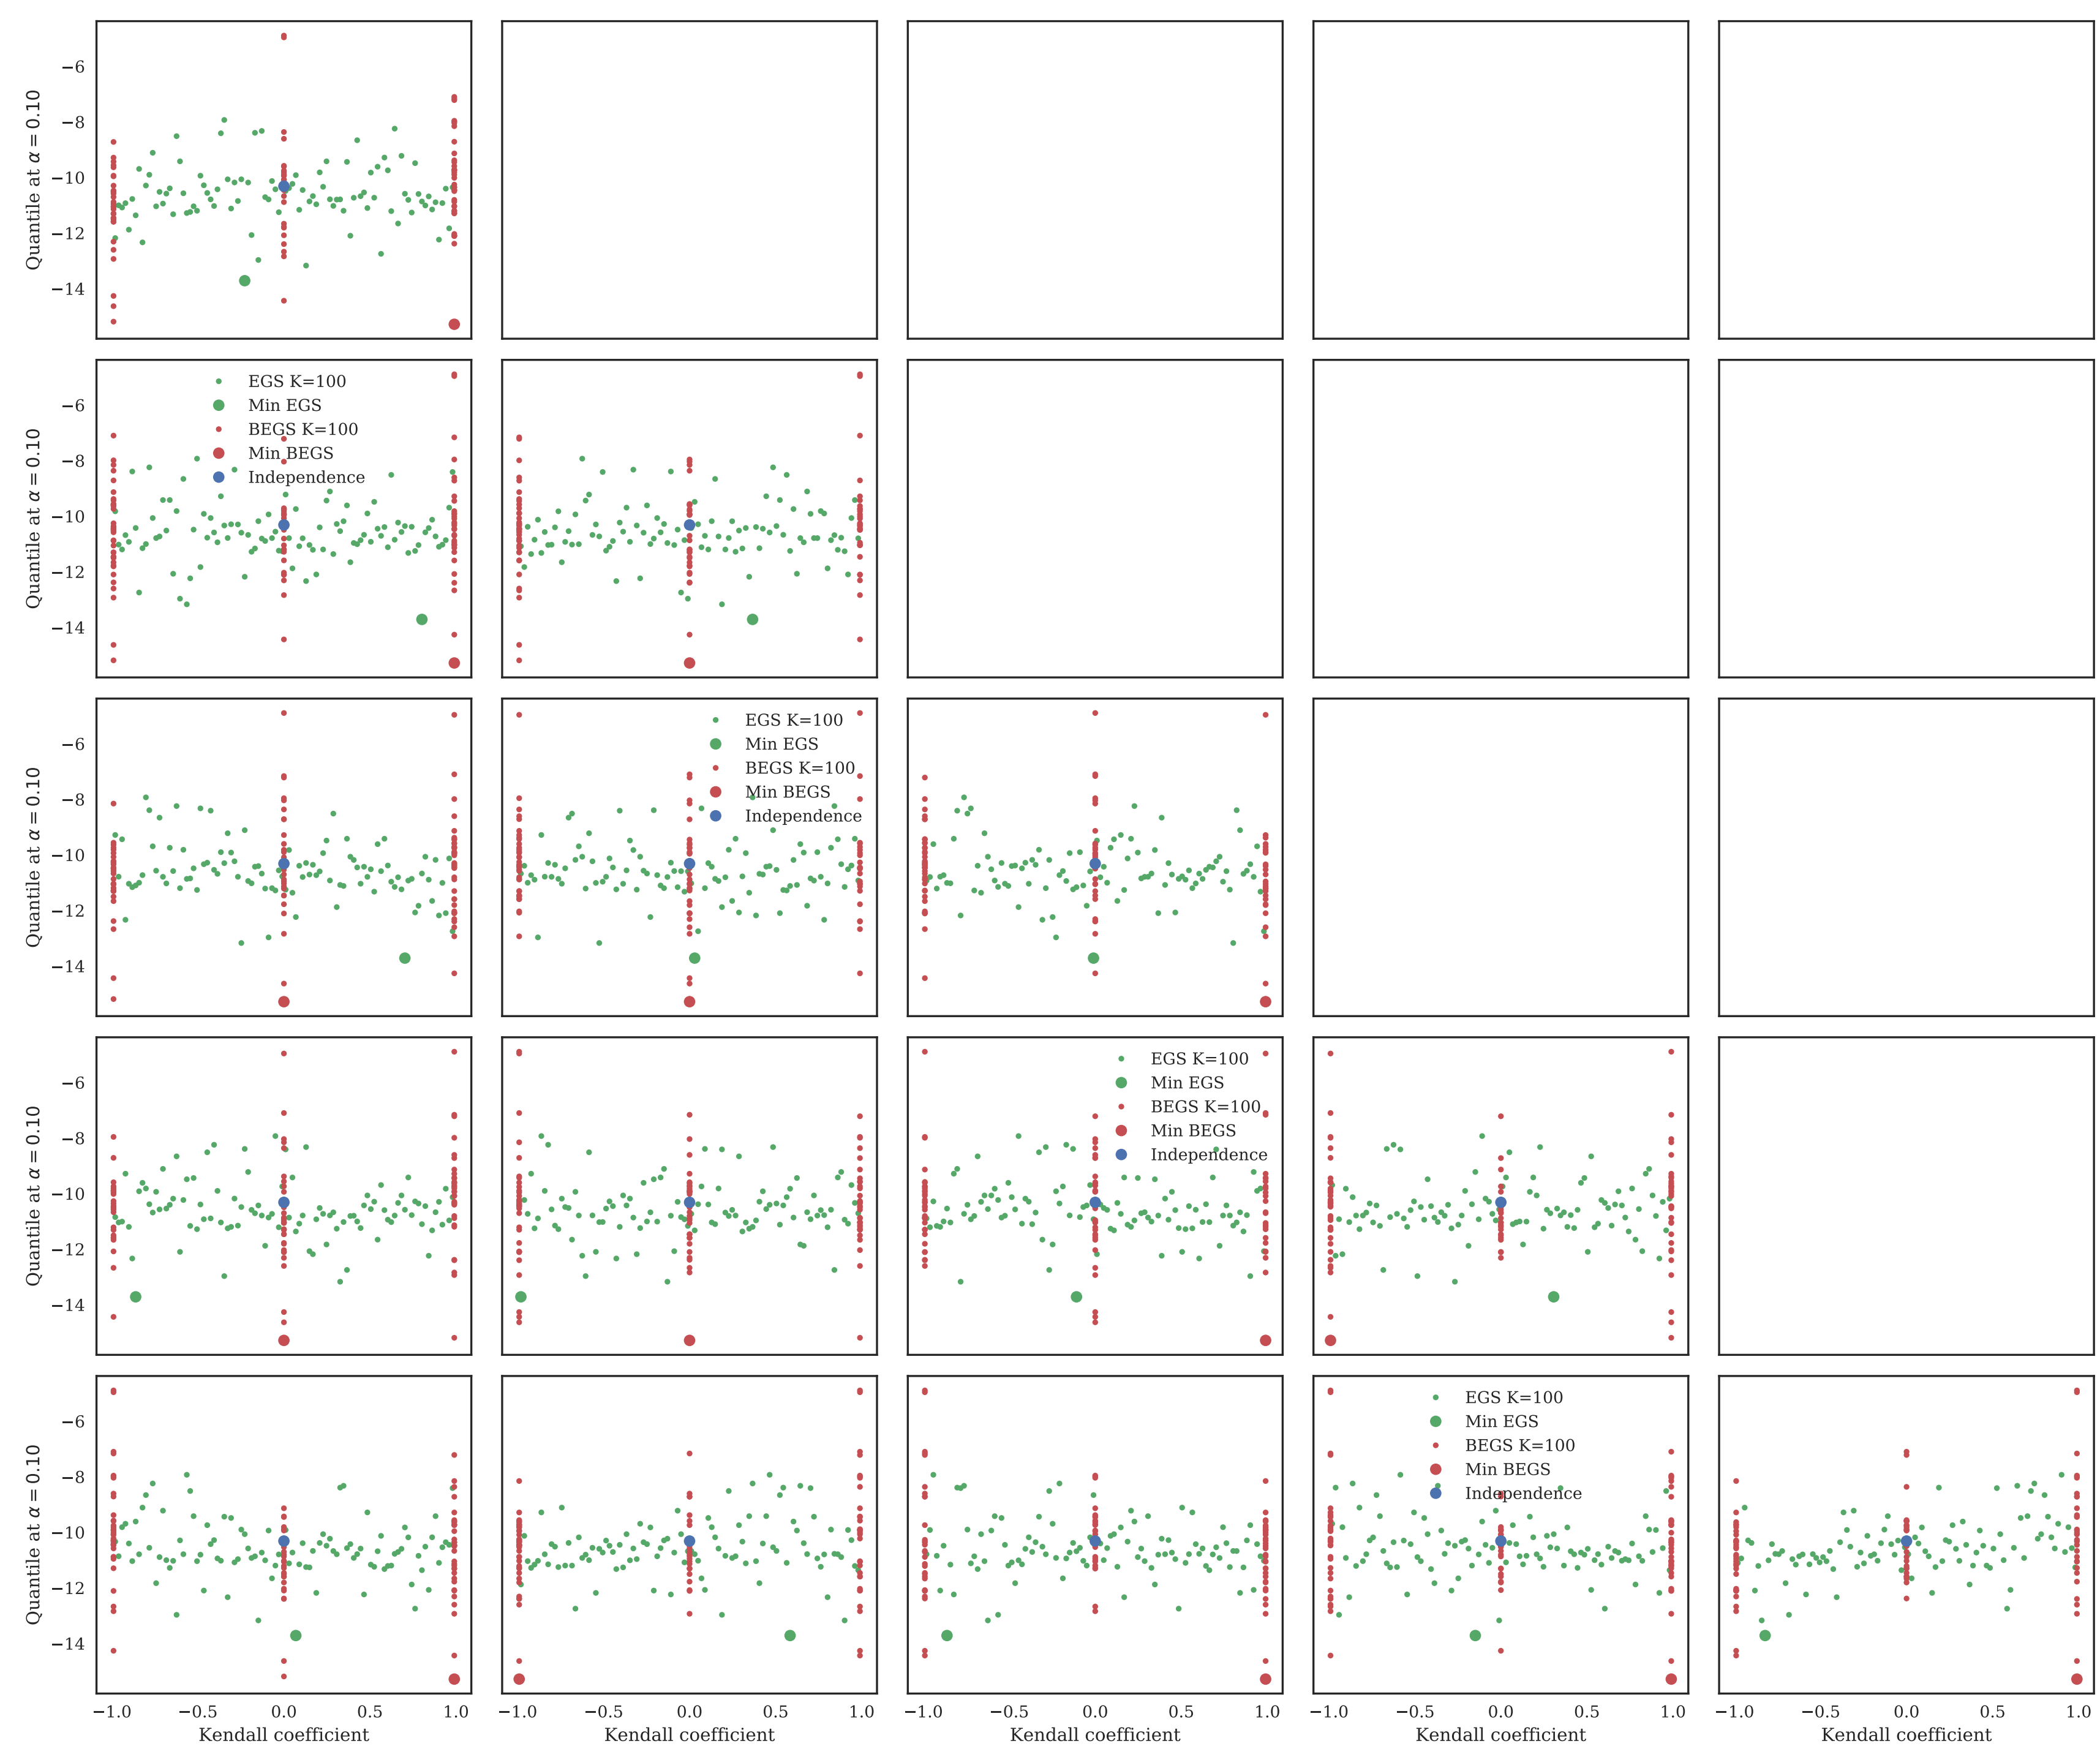 Quantile at α = 0.10
−6
−8
−10
−12
−14
Quantile at α = 0.10
−6
−8
−10
−12
−14
EGS K=100
Min EGS
BEGS K=100
Min BEGS
Independence
Quantile at α = 0.10
−6
−8
−10
−12
−14
EGS K=100
Min EGS
BEGS K=100
Min BEGS
Independence
Quantile at α = 0.10
−6
−8
−10
−12
−14
EGS K=100
Min EGS
BEGS K=100
Min BEGS
Independence
Quantile at α = 0.10
−6
−8
−10
−12
−14
EGS K=100
Min EGS
BEGS K=100
Min BEGS
Independence
−1.0 −0.5 0.0 0.5 1.0
Kendall coefficient
−1.0 −0.5 0.0 0.5 1.0
Kendall coefficient
−1.0 −0.5 0.0 0.5 1.0
Kendall coefficient
−1.0 −0.5 0.0 0.5 1.0
Kendall coefficient
−1.0 −0.5 0.0 0.5 1.0
Kendall coefficient